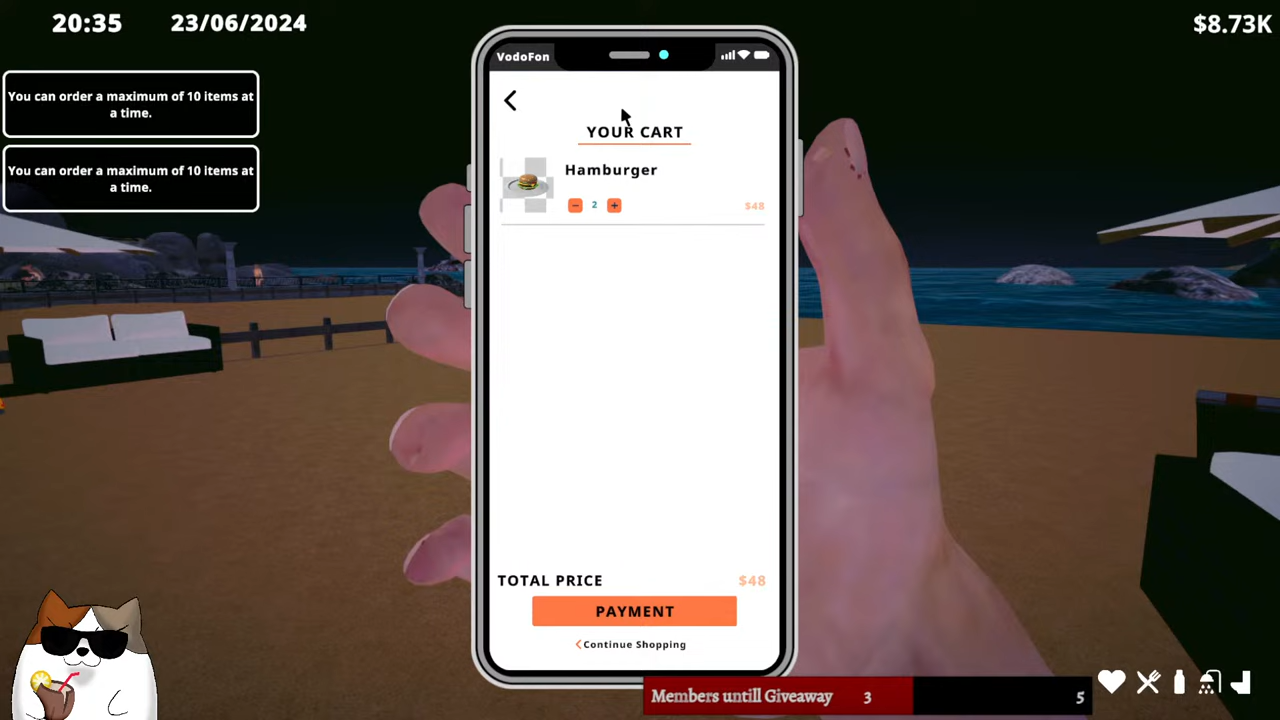 20:35 23/06/2024
$8.73K
You can order a maximum of 10 items at
a time.
You can order a maximum of 10 items at
a time.
VodoFon
YOUR CART
Hamburger
− 2 +
$48
TOTAL PRICE
$48
PAYMENT
Continue Shopping
Members untill Giveaway 3 5